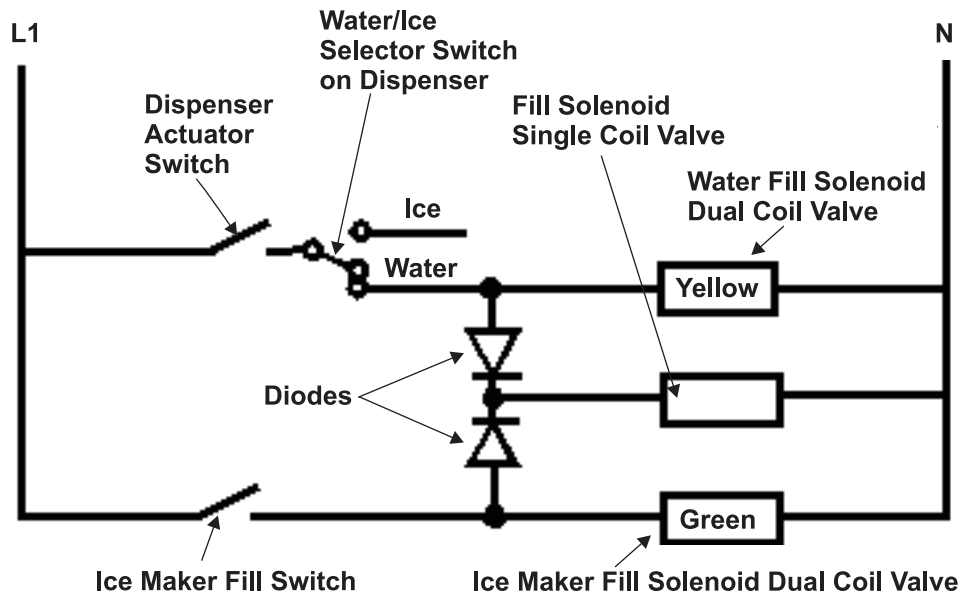 L1
Water/Ice
Selector Switch
on Dispenser
N
Dispenser
Actuator
Switch
Fill Solenoid
Single Coil Valve
Water Fill Solenoid
Dual Coil Valve
Ice
Water
Yellow
Diodes
Green
Ice Maker Fill Switch
Ice Maker Fill Solenoid Dual Coil Valve